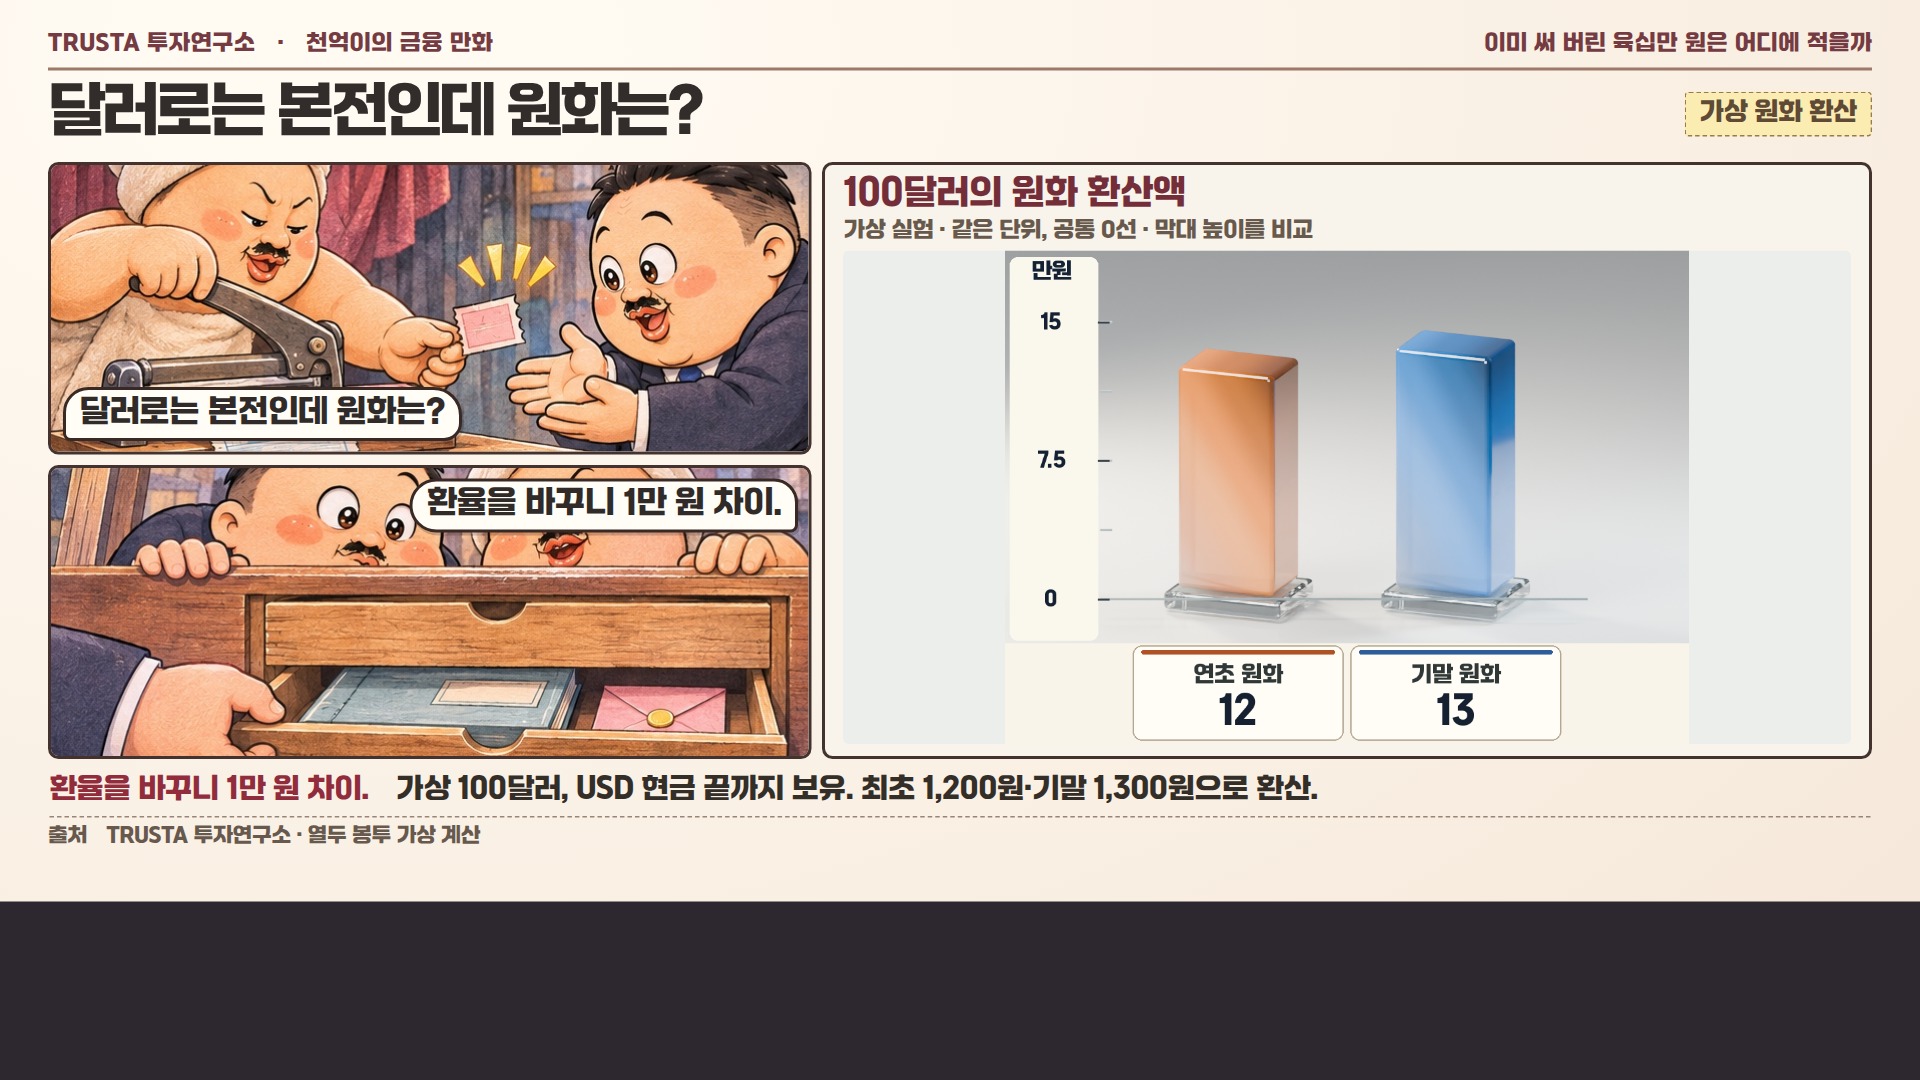 TRUSTA 투자연구소 · 천억이의 금융 만화
이미 써 버린 육십만 원은 어디에 적을까
달러로는 본전인데 원화는?
가상 원화 환산
달러로는 본전인데 원화는?
환율을 바꾸니 1만 원 차이.
100달러의 원화 환산액
가상 실험 · 같은 단위, 공통 0선 · 막대 높이를 비교
만원
15
7.5
0
연초 원화
12
기말 원화
13
환율을 바꾸니 1만 원 차이. 가상 100달러, USD 현금 끝까지 보유. 최초 1,200원·기말 1,300원으로 환산.
출처 TRUSTA 투자연구소 · 열두 봉투 가상 계산